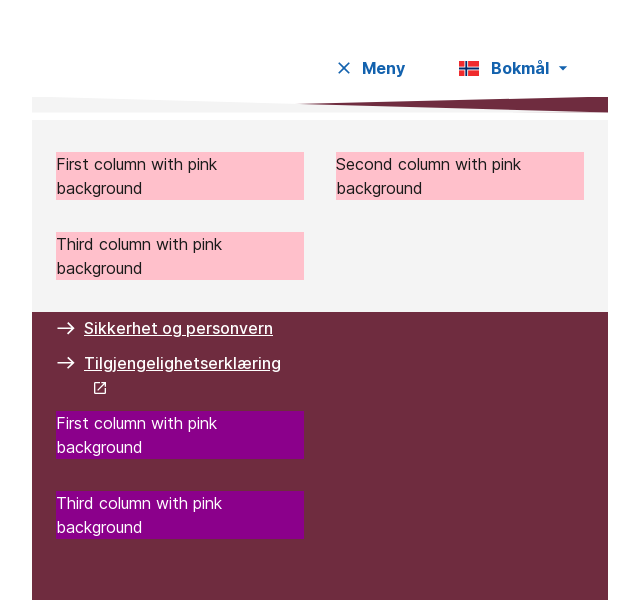 Meny
Bokmål
First column with pink
background
Second column with pink
background
Third column with pink
background
Sikkerhet og personvern
Tilgjengelighetserklæring
First column with pink
background
Third column with pink
background